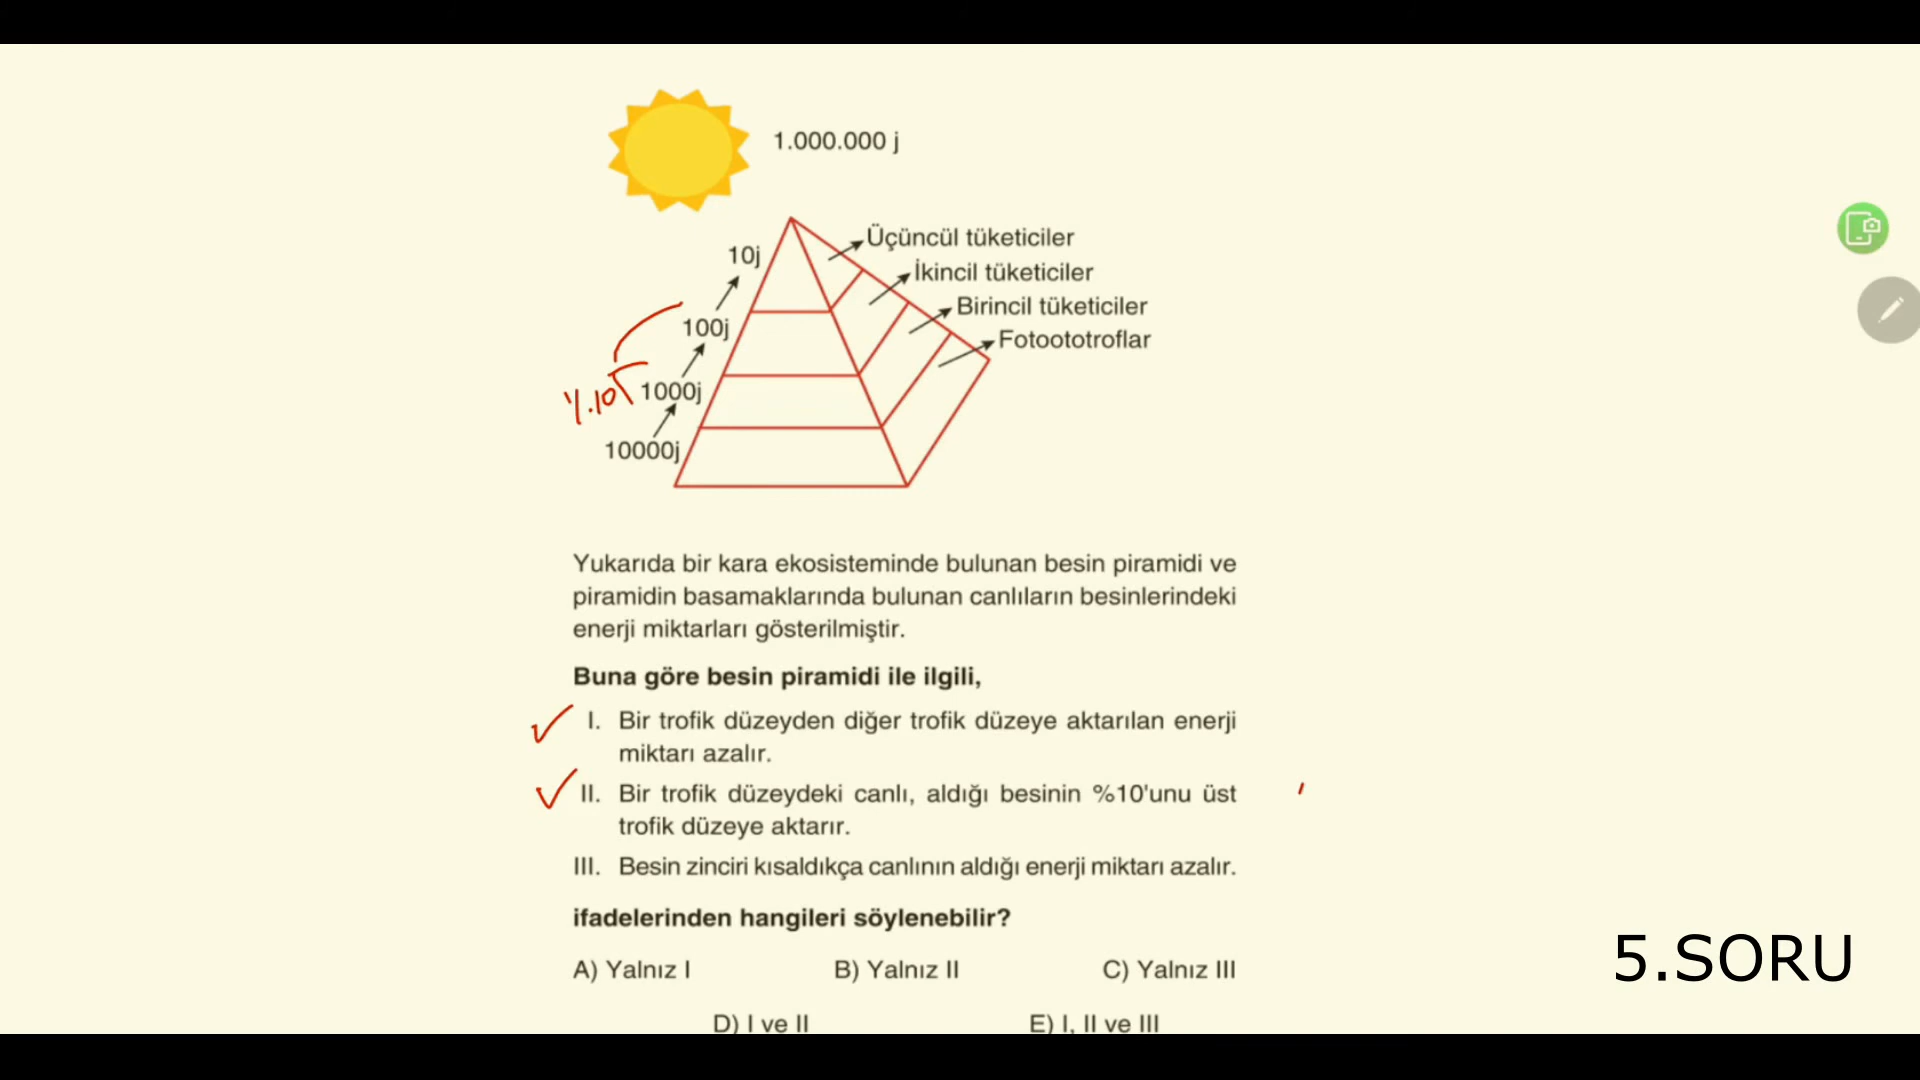 1.000.000 j
Üçüncül tüketiciler
10j
İkincil tüketiciler
Birincil tüketiciler
100j
Fotoototroflar
1000j
%10
10000j
Yukarıda bir kara ekosisteminde bulunan besin piramidi ve
piramidin basamaklarında bulunan canlıların besinlerindeki
enerji miktarları gösterilmiştir.
Buna göre besin piramidi ile ilgili,
I. Bir trofik düzeyden diğer trofik düzeye aktarılan enerji
miktarı azalır.
II. Bir trofik düzeydeki canlı, aldığı besinin %10'unu üst
trofik düzeye aktarır.
III. Besin zinciri kısaldıkça canlının aldığı enerji miktarı azalır.
ifadelerinden hangileri söylenebilir?
A) Yalnız I B) Yalnız II C) Yalnız III
D) I ve II E) I, II ve III
5.SORU